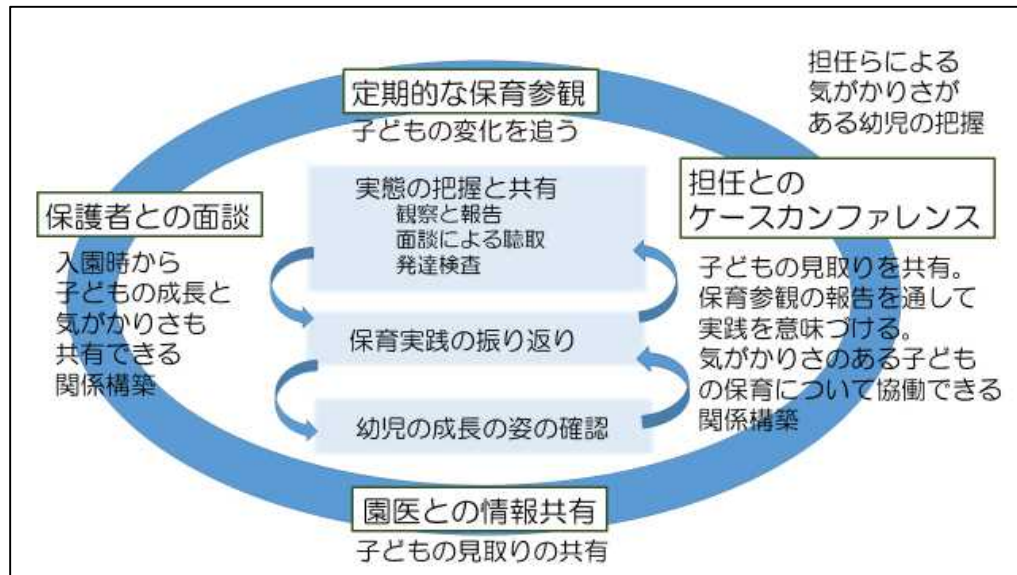 定期的な保育参観
子どもの変化を追う
担任らによる
気がかりさが
ある幼児の把握
保護者との面談
入園時から
子どもの成長と
気がかりさも
共有できる
関係構築
実態の把握と共有
観察と報告
面談による聴取
発達検査
保育実践の振り返り
幼児の成長の姿の確認
担任との
ケースカンファレンス
子どもの見取りを共有。
保育参観の報告を通して
実践を意味づける。
気がかりさのある子ども
の保育について協働できる
関係構築
園医との情報共有
子どもの見取りの共有